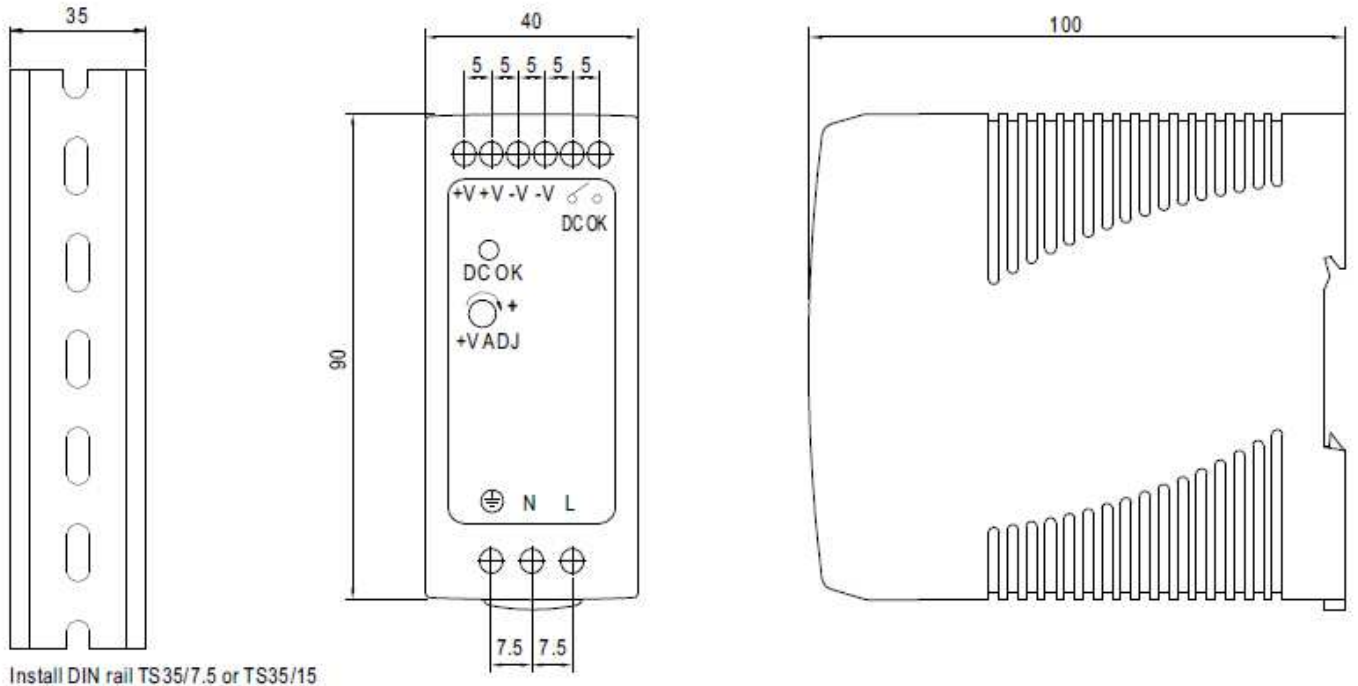 35
40
100
5 5 5 5 5
+V +V -V -V
DC OK
DC OK
+
+V ADJ
90
N L
7.5 7.5
Install DIN rail TS35/7.5 or TS35/15